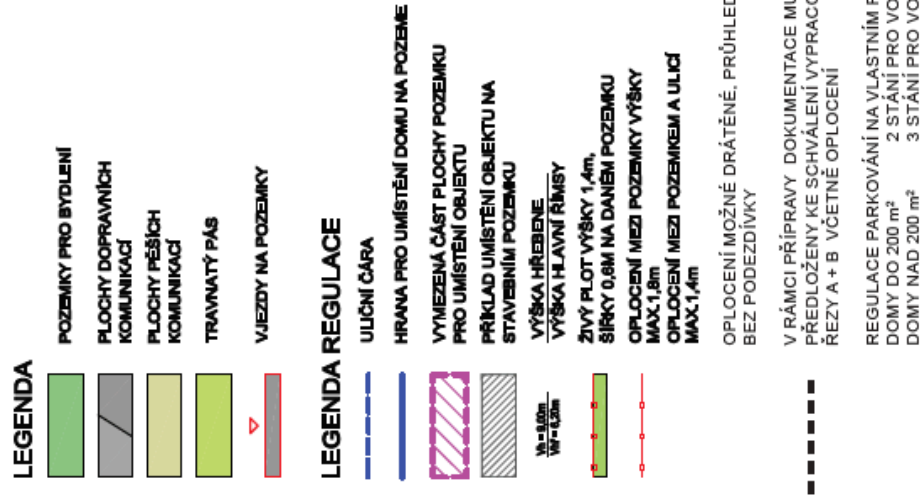 LEGENDA
POZEMKY PRO BYDLENÍ
PLOCHY DOPRAVNÍCH
KOMUNIKACÍ
PLOCHY PĚŠÍCH
KOMUNIKACÍ
TRAVNATÝ PÁS
VJEZDY NA POZEMKY
LEGENDA REGULACE
ULIČNÍ ČÁRA
HRANA PRO UMÍSTĚNÍ DOMU NA POZEME
VYMEZENÁ ČÁST PLOCHY POZEMKU
PRO UMÍSTĚNÍ OBJEKTU
PŘÍKLAD UMÍSTĚNÍ OBJEKTU NA
STAVEBNÍM POZEMKU
VÝŠKA HŘEBENE
VÝŠKA HLAVNÍ ŘÍMSY
ŽIVÝ PLOT VÝŠKY 1,4m,
ŠÍŘKY 0,6M NA DANÉM POZEMKU
OPLOCENÍ MEZI POZEMKY VÝŠKY
MAX.1,8m
OPLOCENÍ MEZI POZEMKEM A ULICÍ
MAX.1,4m
OPLOCENÍ MOŽNÉ DRÁTĚNÉ, PRŮHLED
BEZ PODEZDÍVKY
V RÁMCI PŘÍPRAVY DOKUMENTACE MU
PŘEDLOŽENY KE SCHVÁLENÍ VYPRACO
ŘEZY A + B VČETNĚ OPLOCENÍ
REGULACE PARKOVÁNÍ NA VLASTNÍM P
DOMY DO 200 m² 2 STÁNÍ PRO VO
DOMY NAD 200 m² 3 STÁNÍ PRO VO